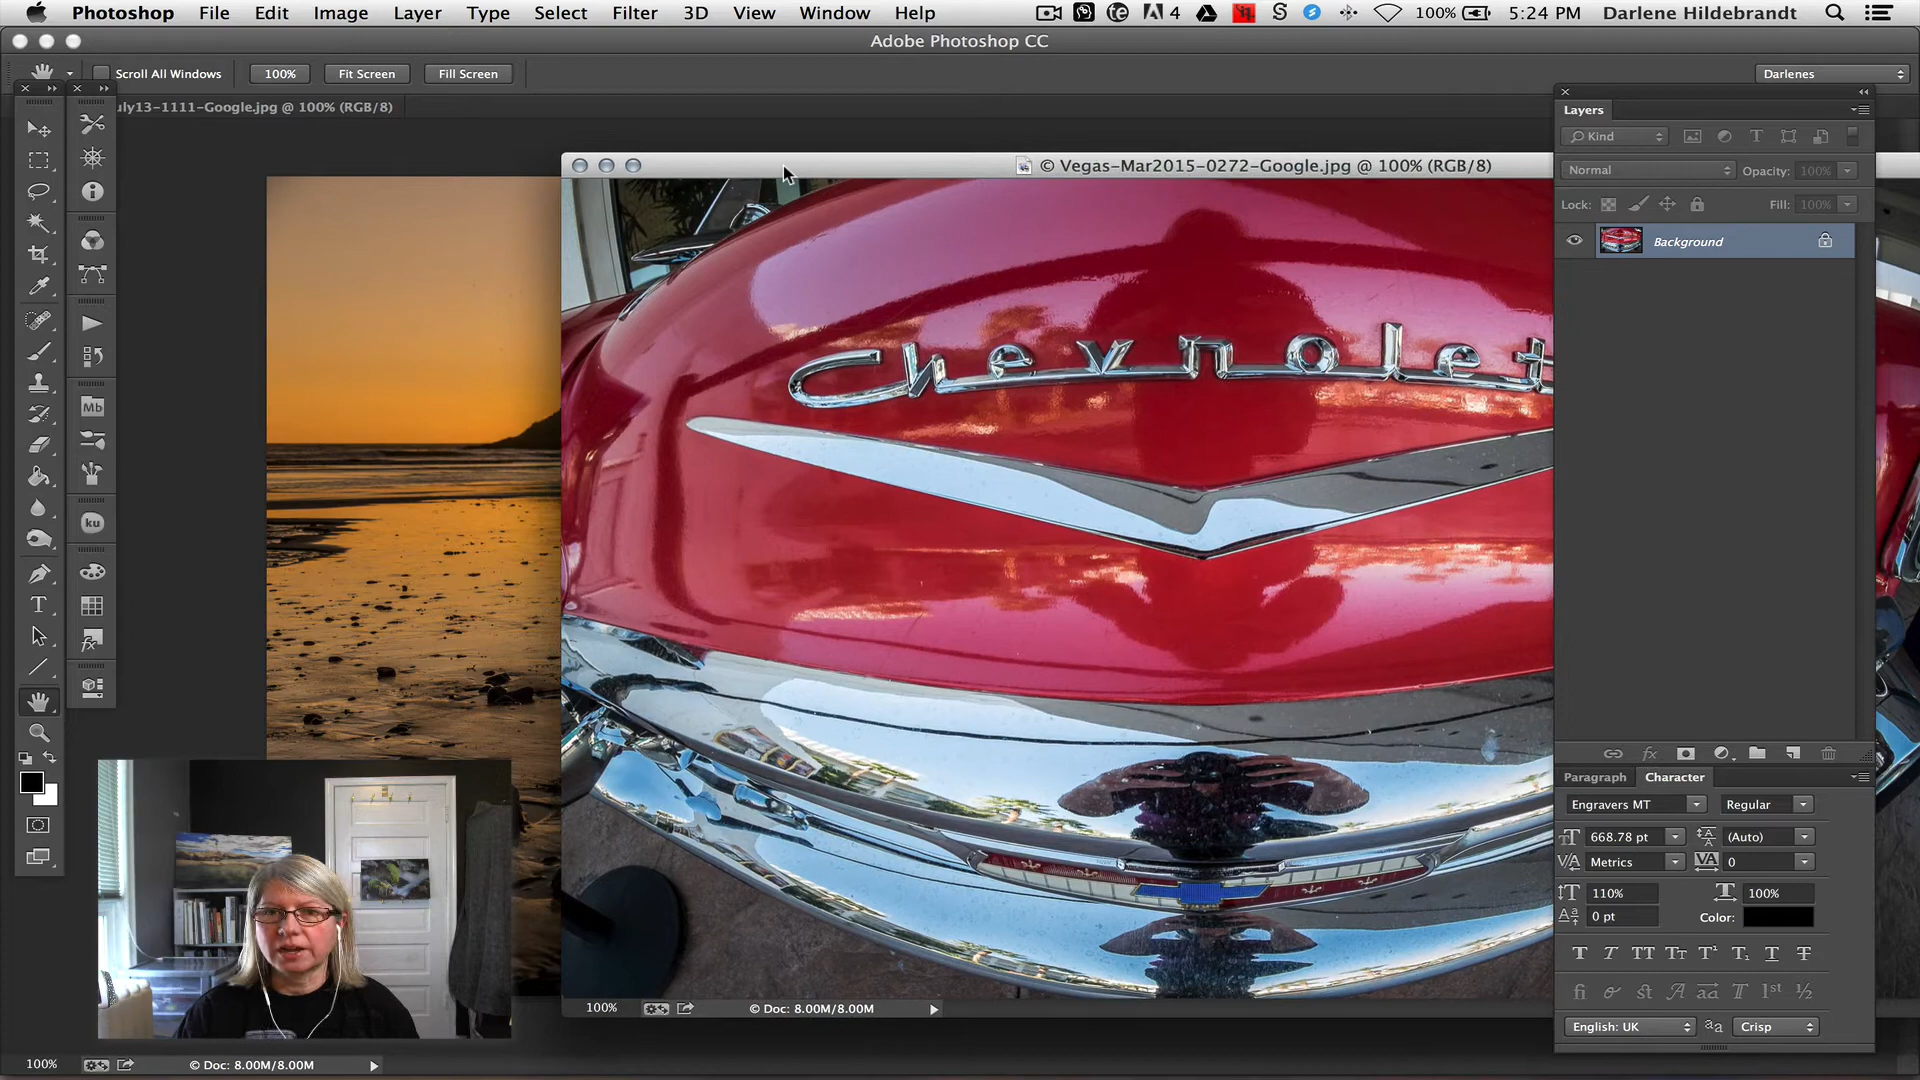 Photoshop File Edit Image Layer Type Select Filter 3D View Window Help 4 100% 5:24 PM Darlene Hildebrandt
Adobe Photoshop CC
Scroll All Windows 100% Fit Screen Fill Screen Darlenes
uly13-1111-Google.jpg @ 100% (RGB/8)
© Vegas-Mar2015-0272-Google.jpg @ 100% (RGB/8)
Chevrolet
Layers
Kind
Normal Opacity: 100%
Lock: Fill: 100%
Background
Mb
ku
Paragraph Character
Engravers MT Regular
668.78 pt (Auto)
Metrics 0
110% 100%
0 pt Color:
English: UK Crisp
100% © Doc: 8.00M/8.00M
100% © Doc: 8.00M/8.00M